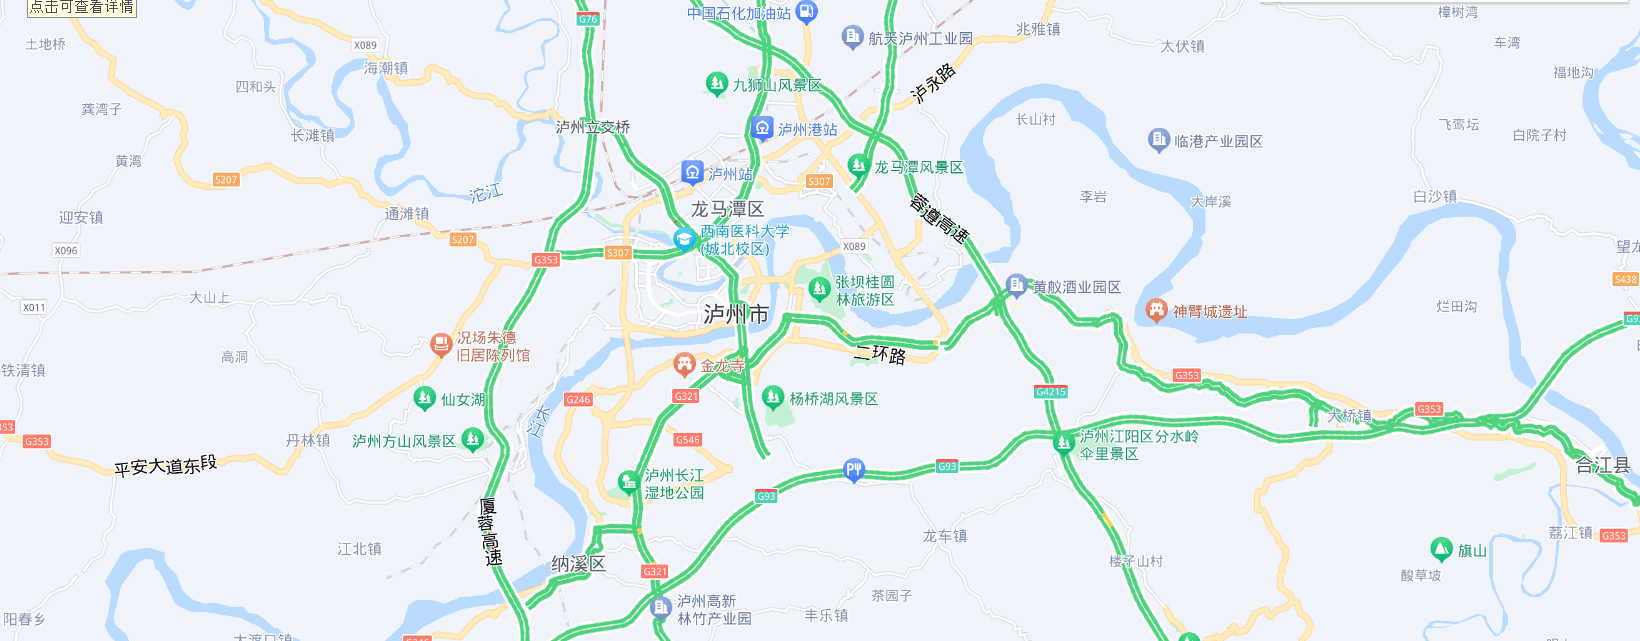 点击可查看详情
中国石化加油站
樟树湾
G76
土地桥
X089
航天泸州工业园
兆雅镇
太伏镇
车湾
海潮镇
福地沟
四和头
九狮山风景区
泸永路
龚湾子
长滩镇
泸州立交桥
泸州港站
长山村
飞鸾坛
白院子村
临港产业园区
黄湾
泸州站
龙马潭风景区
S207
S307
沱江
李岩
大岸溪
白沙镇
迎安镇
通滩镇
龙马潭区
蓉遵高速
西南医科大学
(城北校区)
S207
X096
G353
S307
X089
望龙
S438
张坝桂圆
林旅游区
黄舣酒业园区
大山上
X011
泸州市
神臂城遗址
烂田沟
况场朱德
旧居陈列馆
高洞
二环路
铁清镇
金龙寺
G353
G4215
仙女湖
G246
G321
杨桥湖风景区
长江
大桥镇
G353
G353
丹林镇
泸州方山风景区
G546
泸州江阳区分水岭
伞里景区
平安大道东段
G93
合江县
泸州长江
湿地公园
G93
厦蓉高速
江北镇
龙车镇
荔江镇
G353
纳溪区
楼子山村
旗山
G321
酸草坡
茶园子
阳春乡
泸州高新
林竹产业园
丰乐镇
大渡口镇